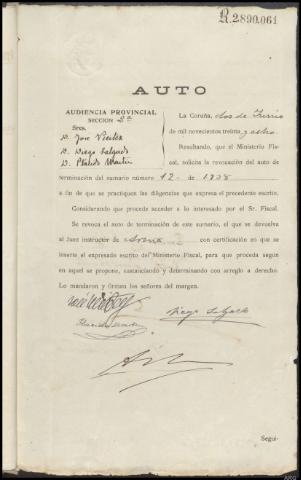 R.2890.061
AUTO
AUDIENCIA PROVINCIAL
SECCION 2ª
Sres.
D. José
D. Diego Salgado
D. Plácido Martín
La Coruña, dos de Junio
de mil novecientos treinta y ocho
Resultando, que el Ministerio Fis-
cal, solicita la revocación del auto de
terminación del sumario número 12 - de 1938
a fin de que se practiquen las diligencias que expresa el precedente escrito.
Considerando que procede acceder a lo interesado por el Sr. Fiscal.
Se revoca el auto de terminación de este sumario, el que se devuelva
al Juez instructor de con certificación en que se
inserte el expresado escrito del Ministerio Fiscal, para que proceda según
en aquel se propone, sustanciando y determinando con arreglo a derecho.
Lo mandaron y firman los señores del margen.
Diego Salgado
Segui-